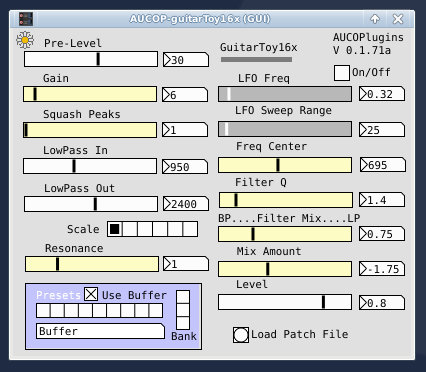 AUCOP-guitarToy16x (GUI)
Pre-Level
30
Gain
6
Squash Peaks
1
LowPass In
950
LowPass Out
2400
Scale
Resonance
1
Presets Use Buffer
Buffer
Bank
GuitarToy16x
AUCOPlugins
V 0.1.71a
On/Off
LFO Freq
0.32
LFO Sweep Range
25
Freq Center
695
Filter Q
1.4
BP....Filter Mix....LP
0.75
Mix Amount
-1.75
Level
0.8
Load Patch File